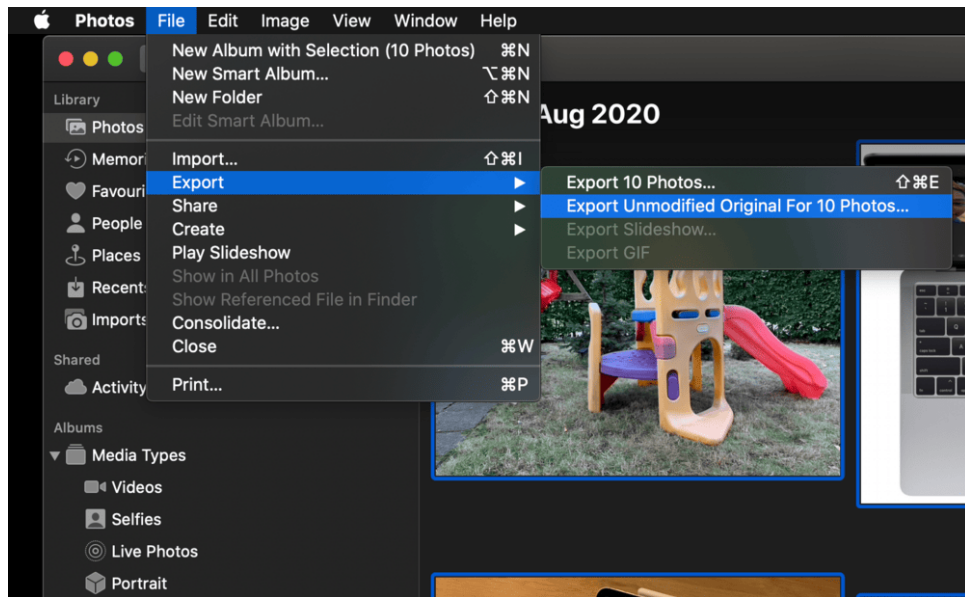 Photos File Edit Image View Window Help
New Album with Selection (10 Photos) ⌘N
New Smart Album... ⌥⌘N
New Folder ⇧⌘N
Edit Smart Album...
Import... ⇧⌘I
Export
Share
Create
Play Slideshow
Show in All Photos
Show Referenced File in Finder
Consolidate...
Close ⌘W
Print... ⌘P
Export 10 Photos... ⇧⌘E
Export Unmodified Original For 10 Photos...
Export Slideshow...
Export GIF
Aug 2020
Library
Photos
Memori
Favouri
People
Places
Recent
Imports
Shared
Activity
Albums
Media Types
Videos
Selfies
Live Photos
Portrait